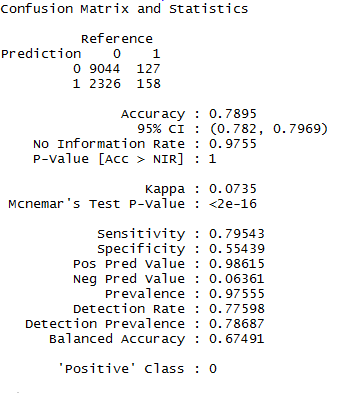 Confusion Matrix and Statistics
Reference
Prediction 0 1
0 9044 127
1 2326 158
Accuracy : 0.7895
95% CI : (0.782, 0.7969)
No Information Rate : 0.9755
P-Value [Acc > NIR] : 1
Kappa : 0.0735
Mcnemar's Test P-Value : <2e-16
Sensitivity : 0.79543
Specificity : 0.55439
Pos Pred Value : 0.98615
Neg Pred Value : 0.06361
Prevalence : 0.97555
Detection Rate : 0.77598
Detection Prevalence : 0.78687
Balanced Accuracy : 0.67491
'Positive' Class : 0